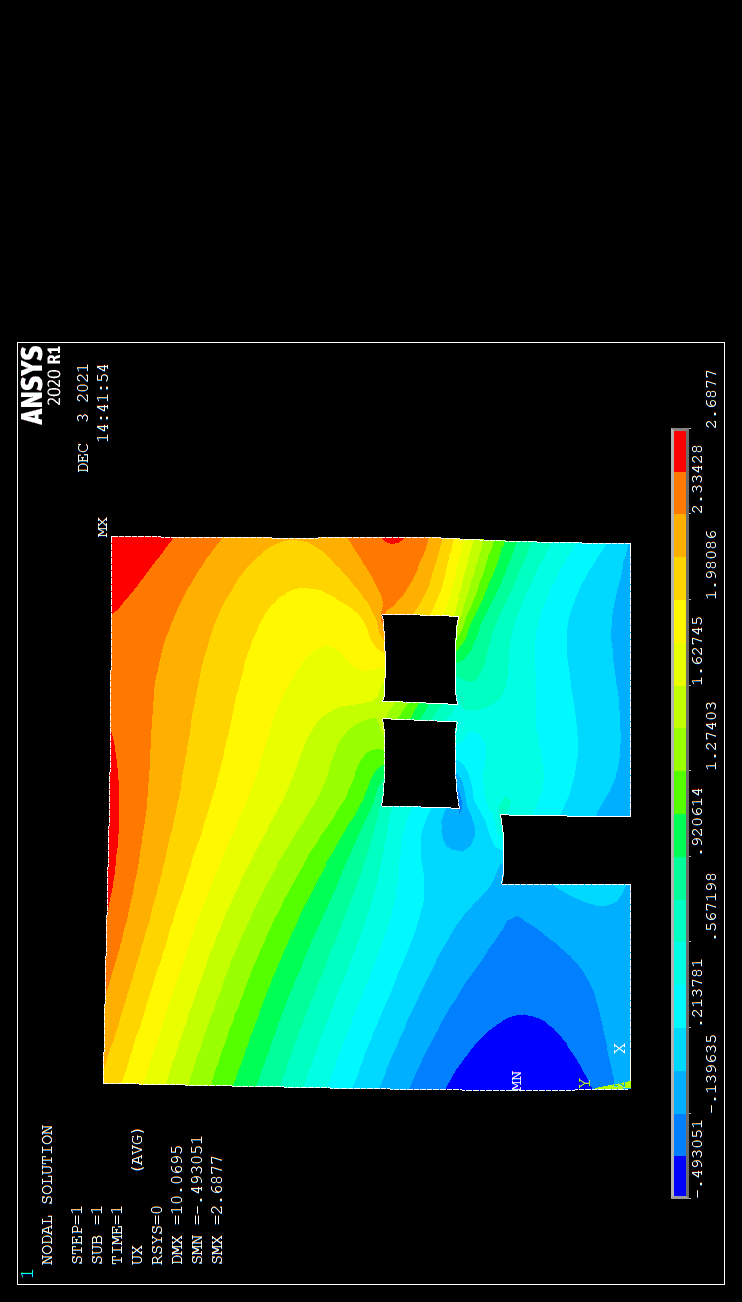 1
NODAL SOLUTION
STEP=1
SUB =1
TIME=1
UX (AVG)
RSYS=0
DMX =10.0695
SMN =-.493051
SMX =2.6877
ANSYS
2020 R1
DEC 3 2021
14:41:54
MX
MN
Y
X
-.493051
-.139635
.213781
.567198
.920614
1.27403
1.62745
1.98086
2.33428
2.6877